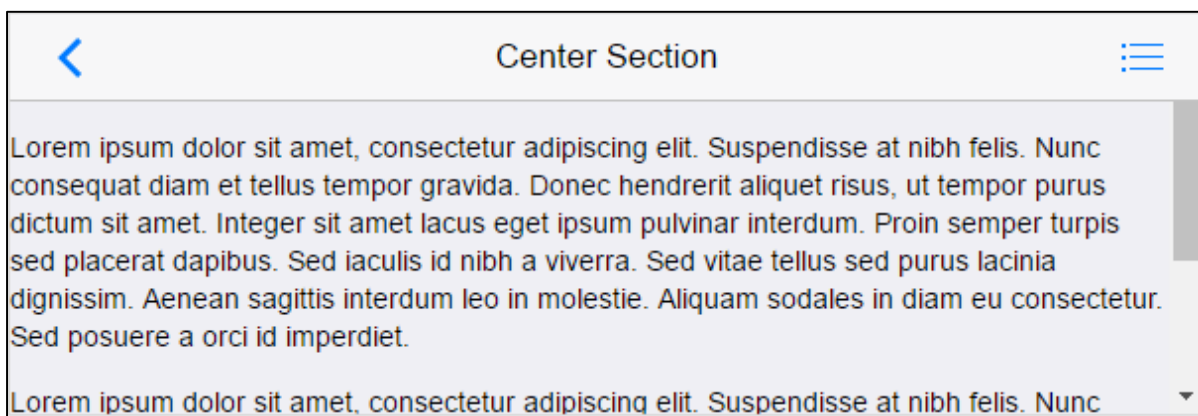 Center Section
Lorem ipsum dolor sit amet, consectetur adipiscing elit. Suspendisse at nibh felis. Nunc
consequat diam et tellus tempor gravida. Donec hendrerit aliquet risus, ut tempor purus
dictum sit amet. Integer sit amet lacus eget ipsum pulvinar interdum. Proin semper turpis
sed placerat dapibus. Sed iaculis id nibh a viverra. Sed vitae tellus sed purus lacinia
dignissim. Aenean sagittis interdum leo in molestie. Aliquam sodales in diam eu consectetur.
Sed posuere a orci id imperdiet.
Lorem ipsum dolor sit amet, consectetur adipiscing elit. Suspendisse at nibh felis. Nunc